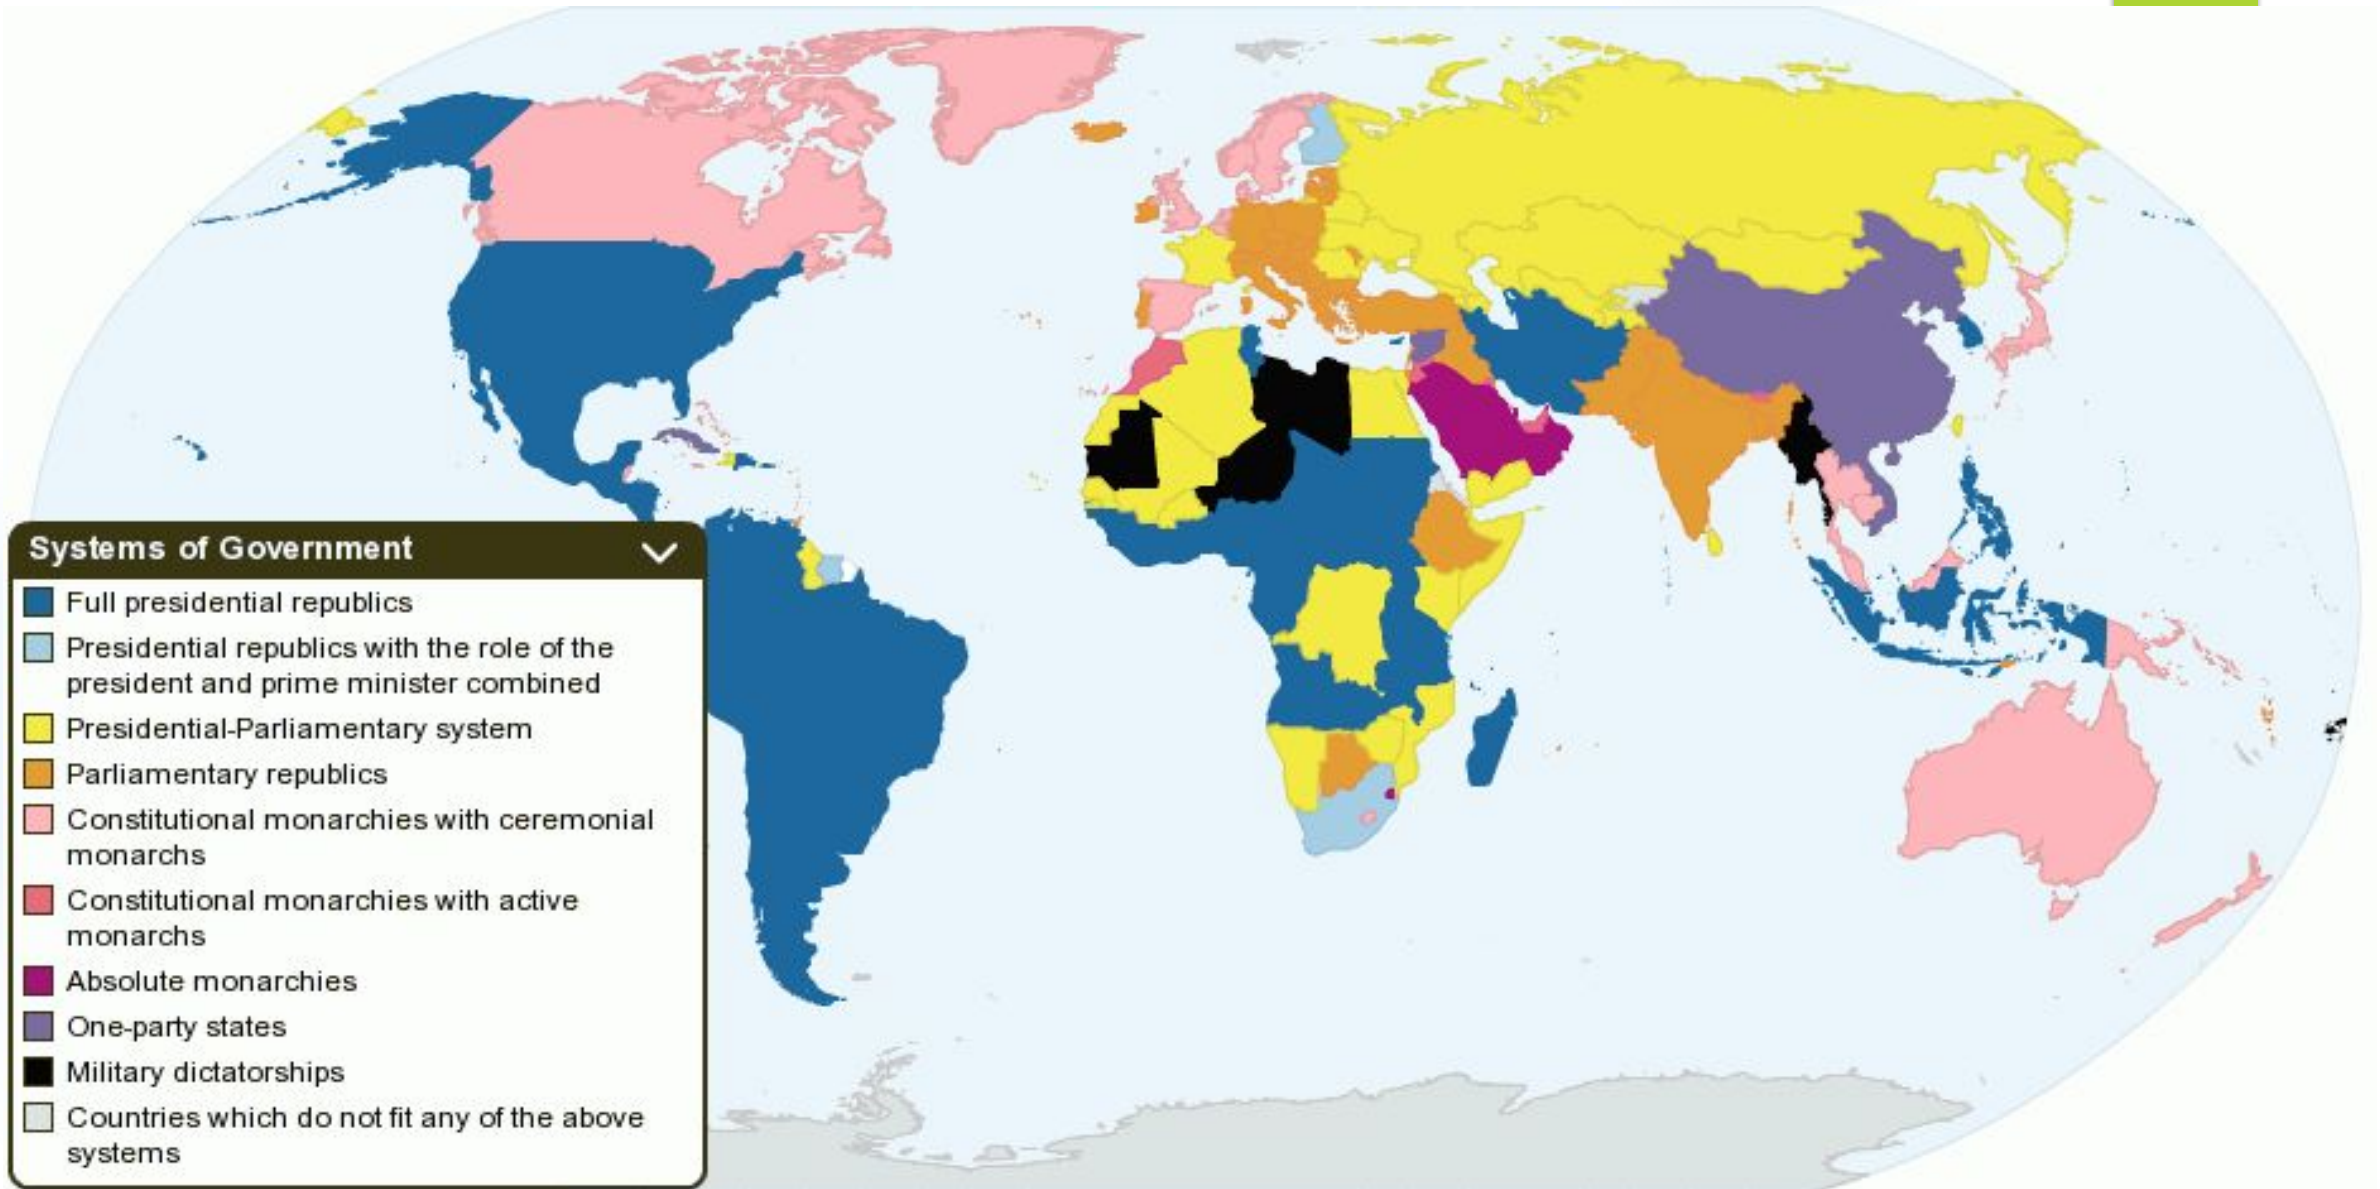 Systems of Government
Full presidential republics
Presidential republics with the role of the
president and prime minister combined
Presidential-Parliamentary system
Parliamentary republics
Constitutional monarchies with ceremonial
monarchs
Constitutional monarchies with active
monarchs
Absolute monarchies
One-party states
Military dictatorships
Countries which do not fit any of the above
systems